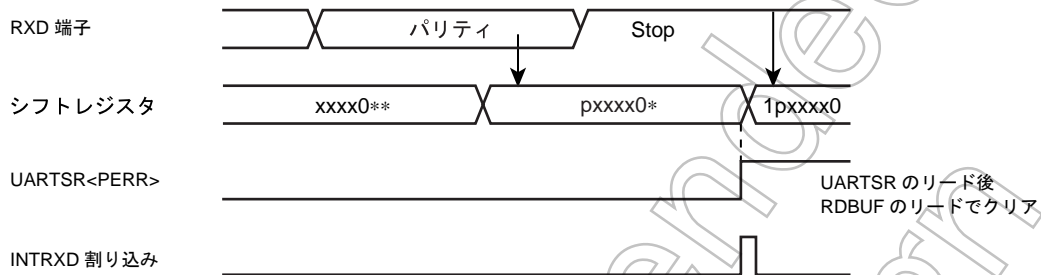 RXD 端子
パリティ
Stop
シフトレジスタ
xxxx0**
pxxxx0*
1pxxxx0
UARTSR<PERR>
UARTSR のリード後
RDBUF のリードでクリア
INTRXD 割り込み